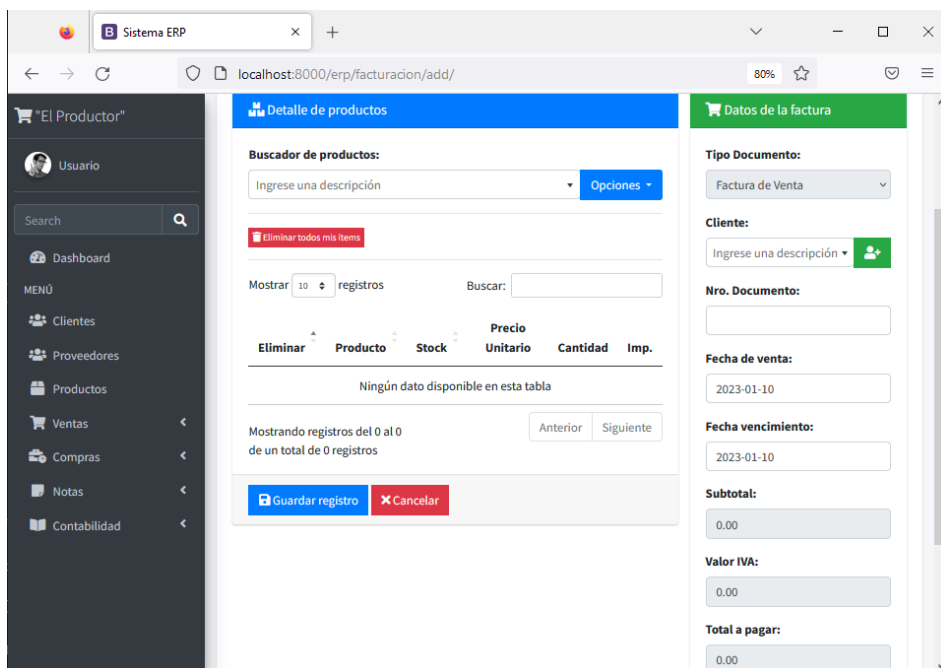 Sistema ERP
localhost:8000/erp/facturacion/add/
80%
"El Productor"
Usuario
Search
Dashboard
MENÚ
Clientes
Proveedores
Productos
Ventas
Compras
Notas
Contabilidad
Detalle de productos
Buscador de productos:
Ingrese una descripción
Opciones
Eliminar todos mis items
Mostrar 10 registros
Buscar:
Eliminar Producto Stock Precio Unitario Cantidad Imp.
Ningún dato disponible en esta tabla
Mostrando registros del 0 al 0
de un total de 0 registros
Anterior Siguiente
Guardar registro
Cancelar
Datos de la factura
Tipo Documento:
Factura de Venta
Cliente:
Ingrese una descripción
Nro. Documento:
Fecha de venta:
2023-01-10
Fecha vencimiento:
2023-01-10
Subtotal:
0.00
Valor IVA:
0.00
Total a pagar:
0.00